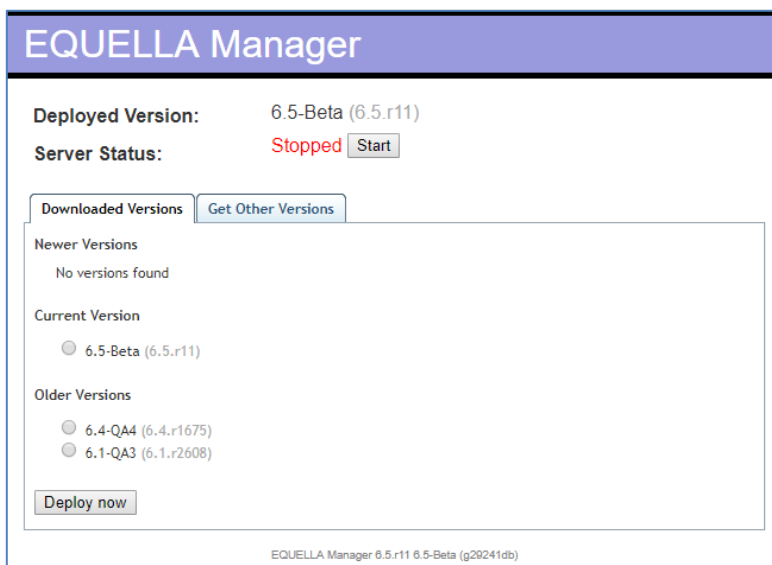 EQUELLA Manager
Deployed Version: 6.5-Beta (6.5.r11)
Server Status: Stopped Start
Downloaded Versions Get Other Versions
Newer Versions
No versions found
Current Version
6.5-Beta (6.5.r11)
Older Versions
6.4-QA4 (6.4.r1675)
6.1-QA3 (6.1.r2608)
Deploy now
EQUELLA Manager 6.5.r11 6.5-Beta (g29241db)